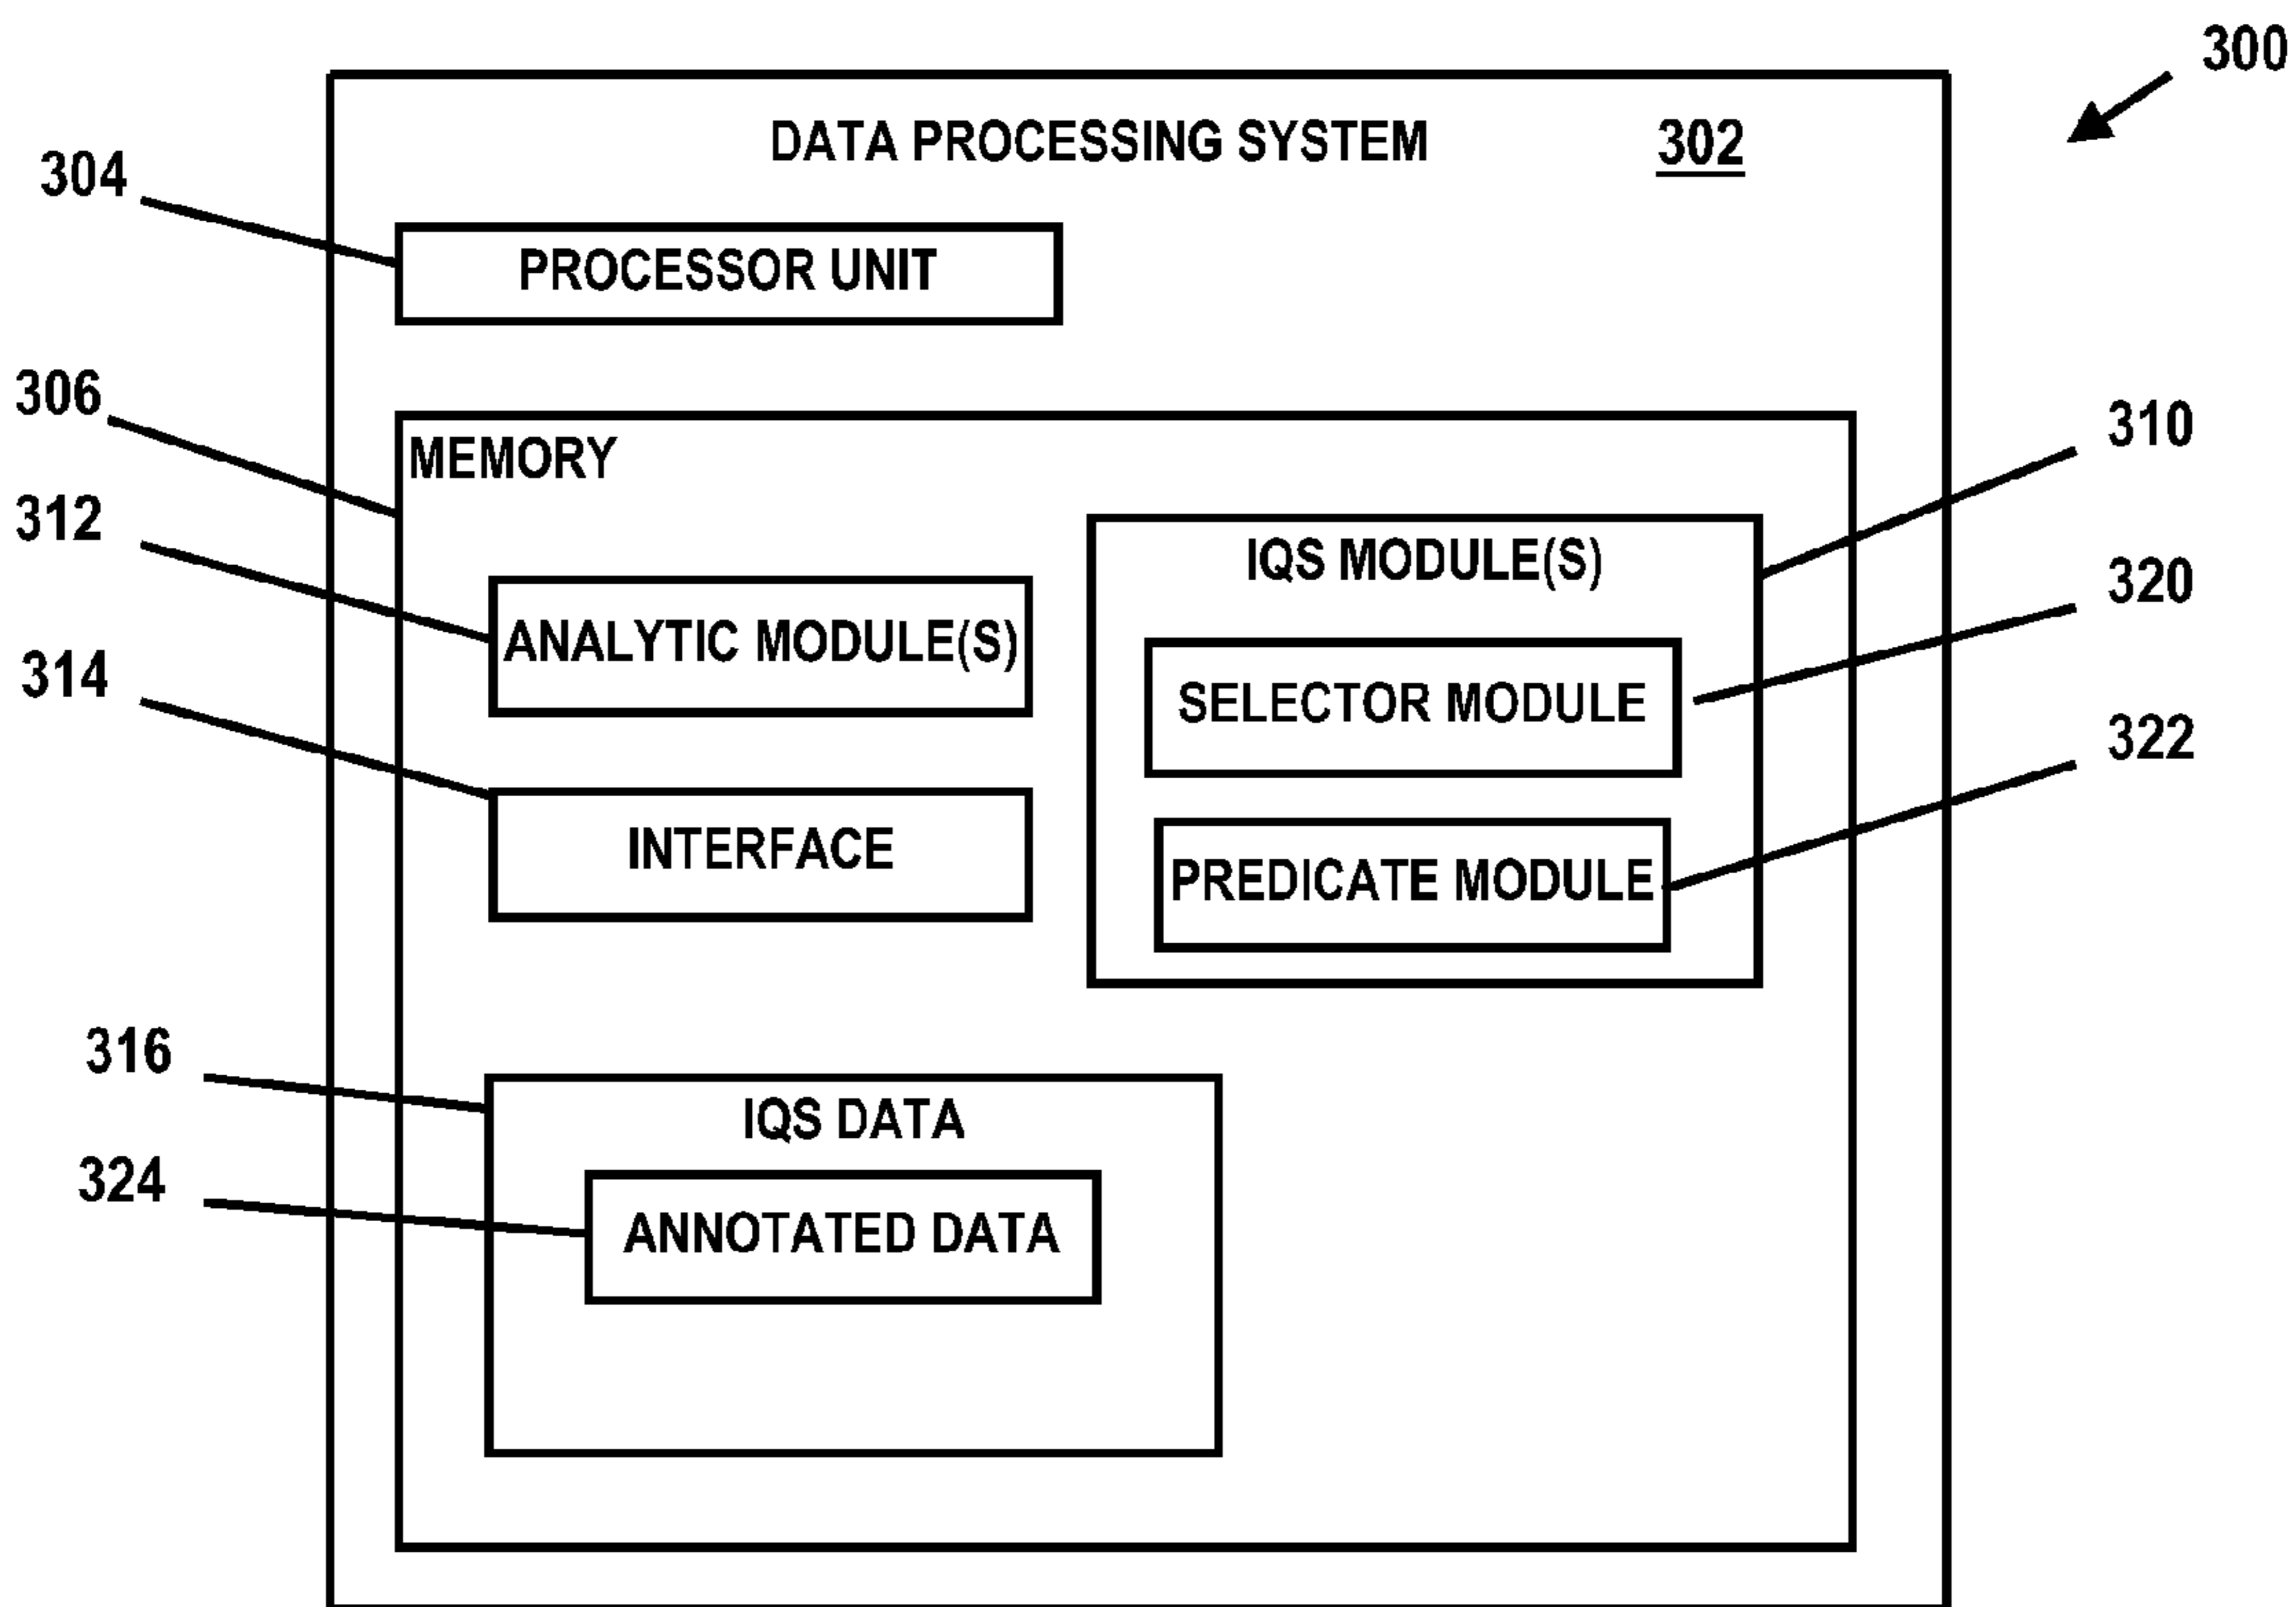 300
DATA PROCESSING SYSTEM 302
304
PROCESSOR UNIT
306
MEMORY
310
312
IQS MODULE(S)
320
ANALYTIC MODULE(S)
314
SELECTOR MODULE
322
INTERFACE
PREDICATE MODULE
316
IQS DATA
324
ANNOTATED DATA